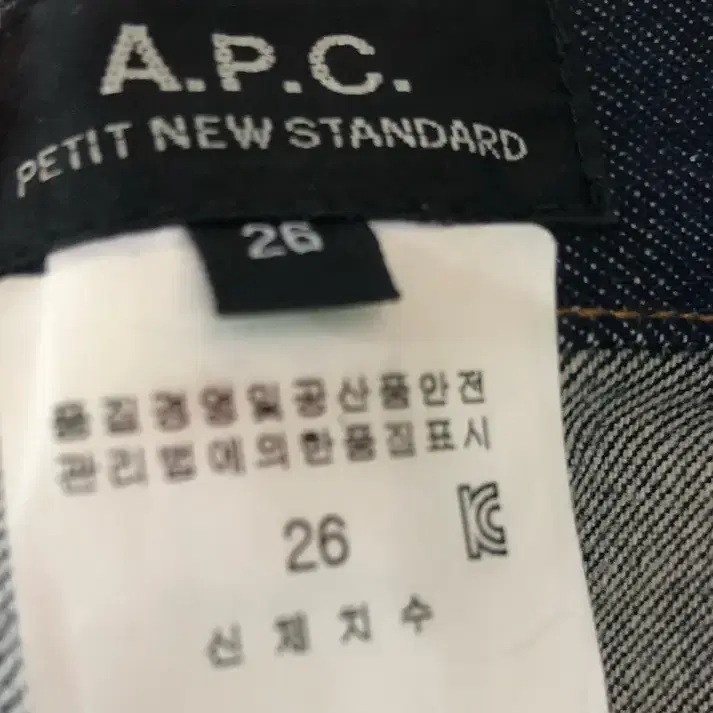 A.P.C.
PETIT NEW STANDARD
26
품질경영및공산품안전
관리법에의한품질표시
26
신체치수